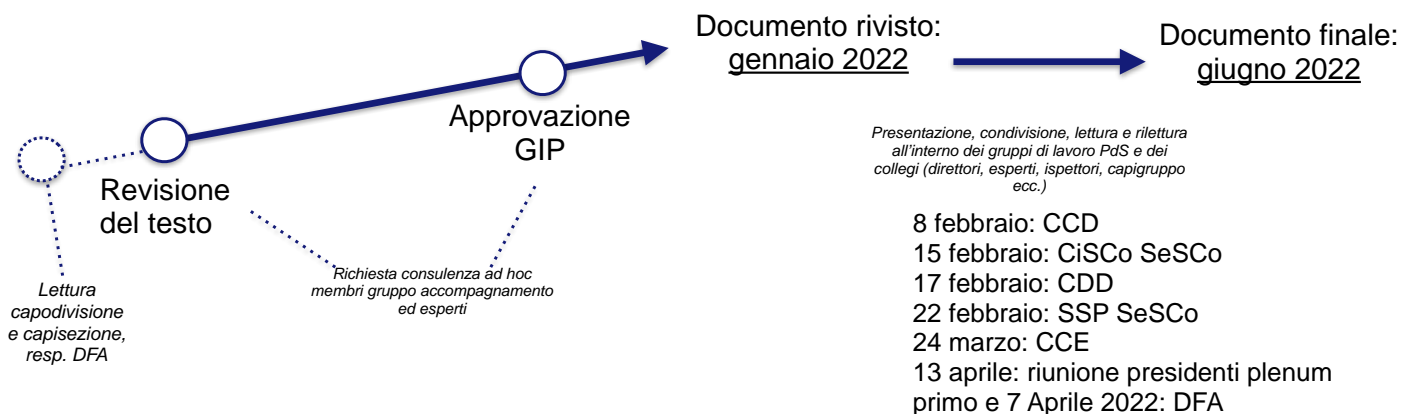 Documento rivisto:
gennaio 2022
Documento finale:
giugno 2022
Approvazione
GIP
Revisione
del testo
Lettura
capodivisione
e capisezione,
resp. DFA
Richiesta consulenza ad hoc
membri gruppo accompagnamento
ed esperti
Presentazione, condivisione, lettura e rilettura
all'interno dei gruppi di lavoro PdS e dei
collegi (direttori, esperti, ispettori, capigruppo
ecc.)
8 febbraio: CCD
15 febbraio: CiSCo SeSCo
17 febbraio: CDD
22 febbraio: SSP SeSCo
24 marzo: CCE
13 aprile: riunione presidenti plenum
primo e 7 Aprile 2022: DFA